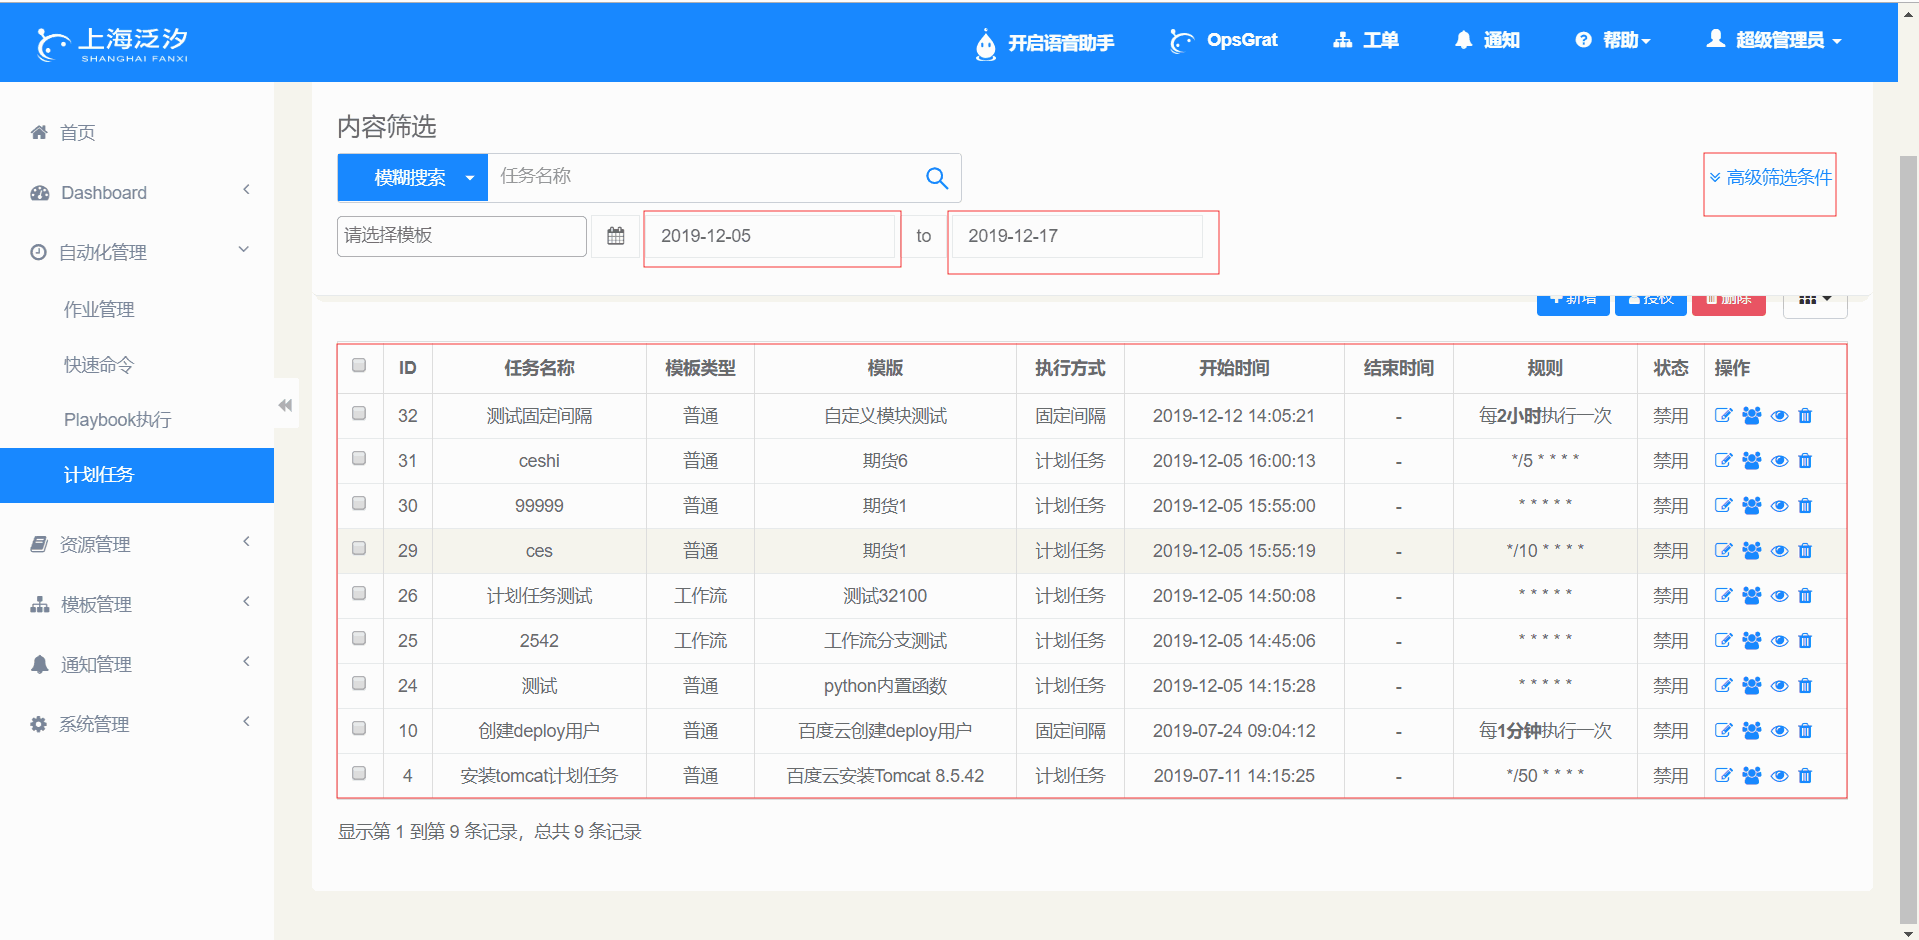 上海泛汐
SHANGHAI FANXI
开启语音助手 OpsGrat 工单 通知 帮助 超级管理员
首页
Dashboard
自动化管理
作业管理
快速命令
Playbook执行
计划任务
资源管理
模板管理
通知管理
系统管理
内容筛选
模糊搜索 任务名称
高级筛选条件
请选择模板 2019-12-05 to 2019-12-17
新增 授权 删除
ID 任务名称 模板类型 模版 执行方式 开始时间 结束时间 规则 状态 操作
32 测试固定间隔 普通 自定义模块测试 固定间隔 2019-12-12 14:05:21 - 每2小时执行一次 禁用
31 ceshi 普通 期货6 计划任务 2019-12-05 16:00:13 - */5 * * * * 禁用
30 99999 普通 期货1 计划任务 2019-12-05 15:55:00 - * * * * * 禁用
29 ces 普通 期货1 计划任务 2019-12-05 15:55:19 - */10 * * * * 禁用
26 计划任务测试 工作流 测试32100 计划任务 2019-12-05 14:50:08 - * * * * * 禁用
25 2542 工作流 工作流分支测试 计划任务 2019-12-05 14:45:06 - * * * * * 禁用
24 测试 普通 python内置函数 计划任务 2019-12-05 14:15:28 - * * * * * 禁用
10 创建deploy用户 普通 百度云创建deploy用户 固定间隔 2019-07-24 09:04:12 - 每1分钟执行一次 禁用
4 安装tomcat计划任务 普通 百度云安装Tomcat 8.5.42 计划任务 2019-07-11 14:15:25 - */50 * * * * 禁用
显示第 1 到第 9 条记录，总共 9 条记录